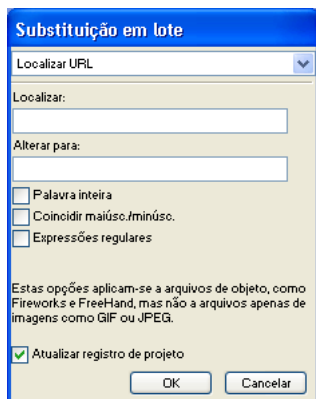 Substituição em lote
Localizar URL
Localizar:
Alterar para:
Palavra inteira
Coincidir maiúsc./minúsc.
Expressões regulares
Estas opções aplicam-se a arquivos de objeto, como
Fireworks e FreeHand, mas não a arquivos apenas de
imagens como GIF ou JPEG.
Atualizar registro de projeto
OK Cancelar